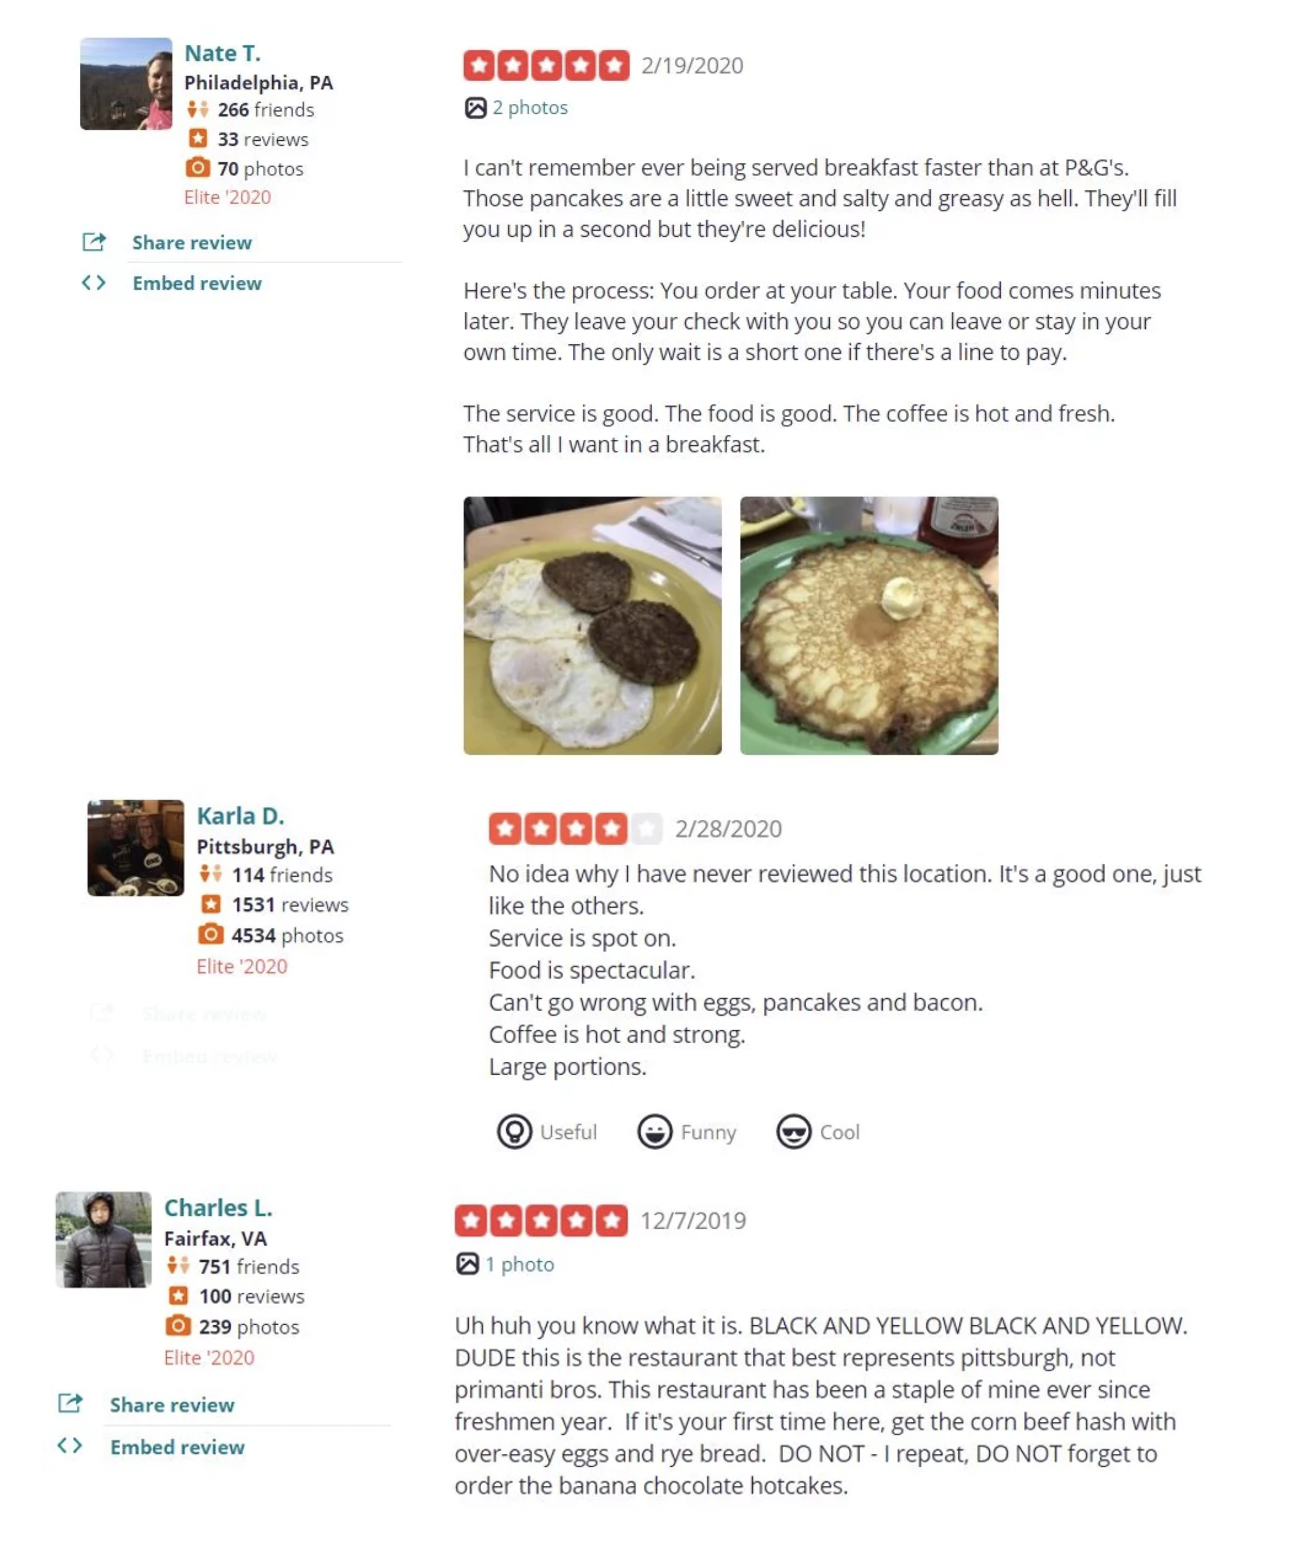 Nate T.
Philadelphia, PA
266 friends
33 reviews
70 photos
Elite '2020
Share review
Embed review
2/19/2020
2 photos
I can't remember ever being served breakfast faster than at P&G's.
Those pancakes are a little sweet and salty and greasy as hell. They'll fill
you up in a second but they're delicious!
Here's the process: You order at your table. Your food comes minutes
later. They leave your check with you so you can leave or stay in your
own time. The only wait is a short one if there's a line to pay.
The service is good. The food is good. The coffee is hot and fresh.
That's all I want in a breakfast.
Karla D.
Pittsburgh, PA
114 friends
1531 reviews
4534 photos
Elite '2020
Share review
Embed review
2/28/2020
No idea why I have never reviewed this location. It's a good one, just
like the others.
Service is spot on.
Food is spectacular.
Can't go wrong with eggs, pancakes and bacon.
Coffee is hot and strong.
Large portions.
Useful Funny Cool
Charles L.
Fairfax, VA
751 friends
100 reviews
239 photos
Elite '2020
Share review
Embed review
12/7/2019
1 photo
Uh huh you know what it is. BLACK AND YELLOW BLACK AND YELLOW.
DUDE this is the restaurant that best represents pittsburgh, not
primanti bros. This restaurant has been a staple of mine ever since
freshmen year.  If it's your first time here, get the corn beef hash with
over-easy eggs and rye bread.  DO NOT - I repeat, DO NOT forget to
order the banana chocolate hotcakes.